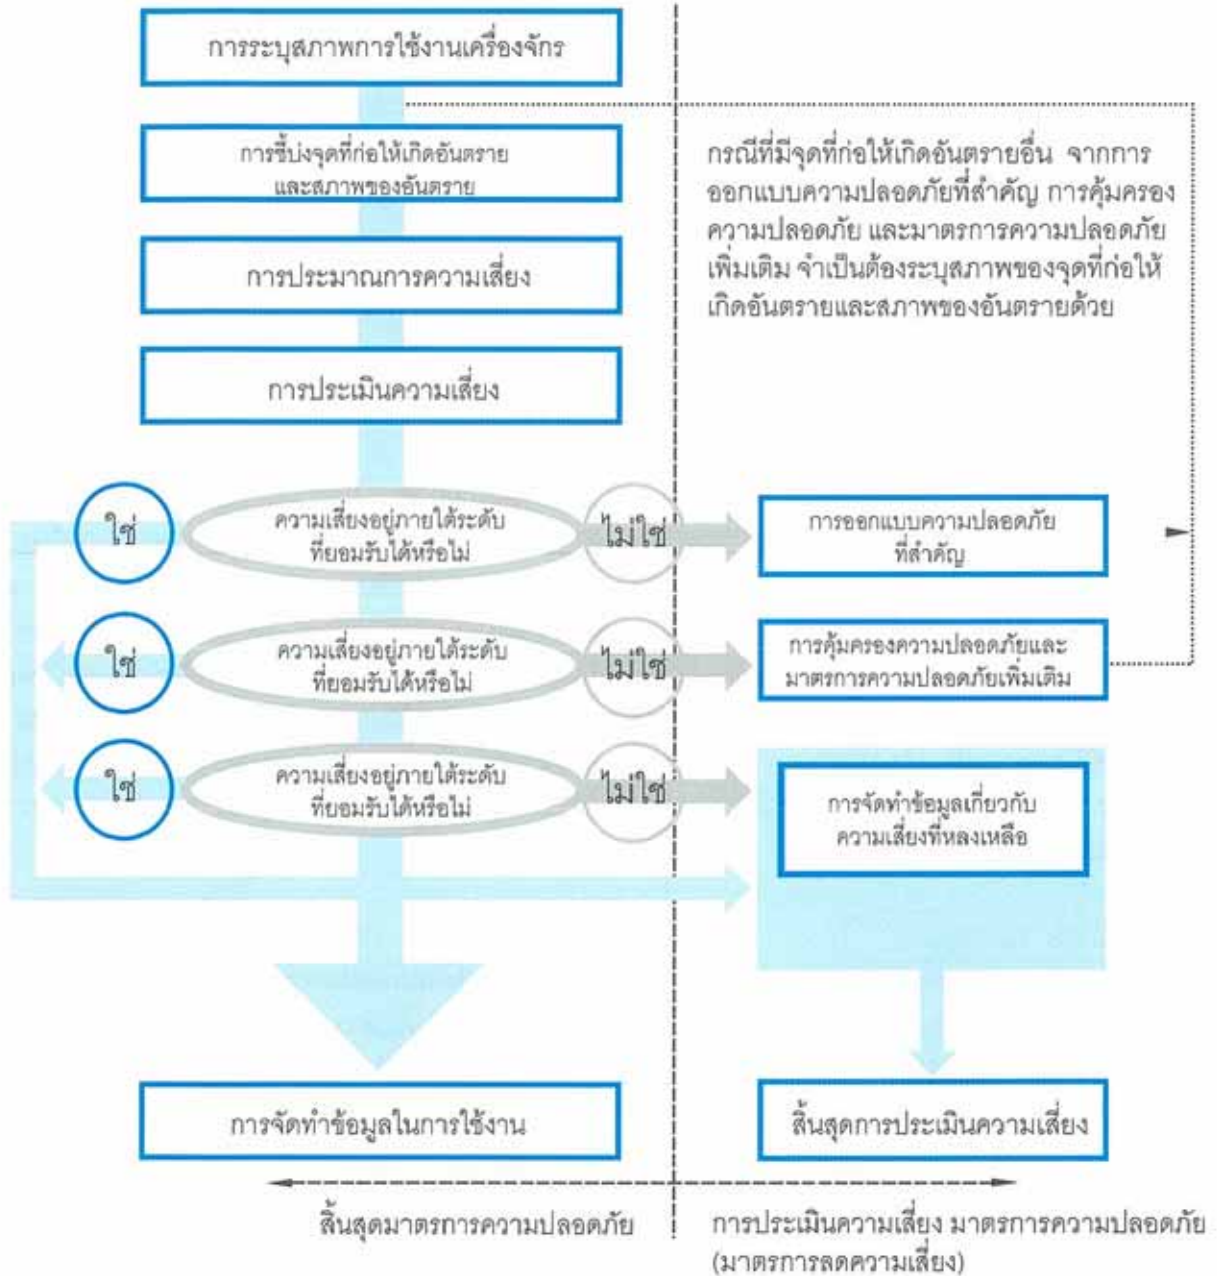 การระบุสภาพการใช้งานเครื่องจักร
การชี้บ่งจุดที่ก่อให้เกิดอันตราย
และสภาพของอันตราย
กรณีที่มีจุดที่ก่อให้เกิดอันตรายอื่น จากการ
ออกแบบความปลอดภัยที่สำคัญ การคุ้มครอง
ความปลอดภัย และมาตรการความปลอดภัย
เพิ่มเติม จำเป็นต้องระบุสภาพของจุดที่ก่อให้
เกิดอันตรายและสภาพของอันตรายด้วย
การประมาณการความเสี่ยง
การประเมินความเสี่ยง
ใช่
ความเสี่ยงอยู่ภายใต้ระดับ
ที่ยอมรับได้หรือไม่
ไม่ใช่
การออกแบบความปลอดภัย
ที่สำคัญ
ใช่
ความเสี่ยงอยู่ภายใต้ระดับ
ที่ยอมรับได้หรือไม่
ไม่ใช่
การคุ้มครองความปลอดภัยและ
มาตรการความปลอดภัยเพิ่มเติม
ใช่
ความเสี่ยงอยู่ภายใต้ระดับ
ที่ยอมรับได้หรือไม่
ไม่ใช่
การจัดทำข้อมูลเกี่ยวกับ
ความเสี่ยงที่หลงเหลือ
การจัดทำข้อมูลในการใช้งาน
สิ้นสุดการประเมินความเสี่ยง
สิ้นสุดมาตรการความปลอดภัย
การประเมินความเสี่ยง มาตรการความปลอดภัย
(มาตรการลดความเสี่ยง)